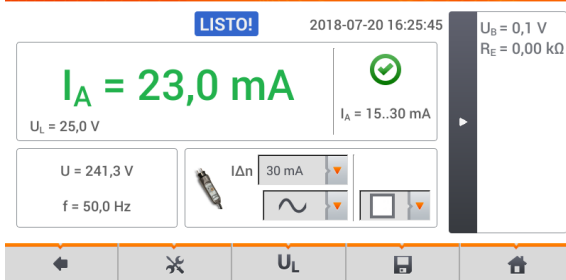 LISTO!
2018-07-20 16:25:45
I_A = 23,0 mA
U_L = 25,0 V
I_A = 15..30 mA
U_B = 0,1 V
R_E = 0,00 kΩ
U = 241,3 V
f = 50,0 Hz
IΔn 30 mA
U_L